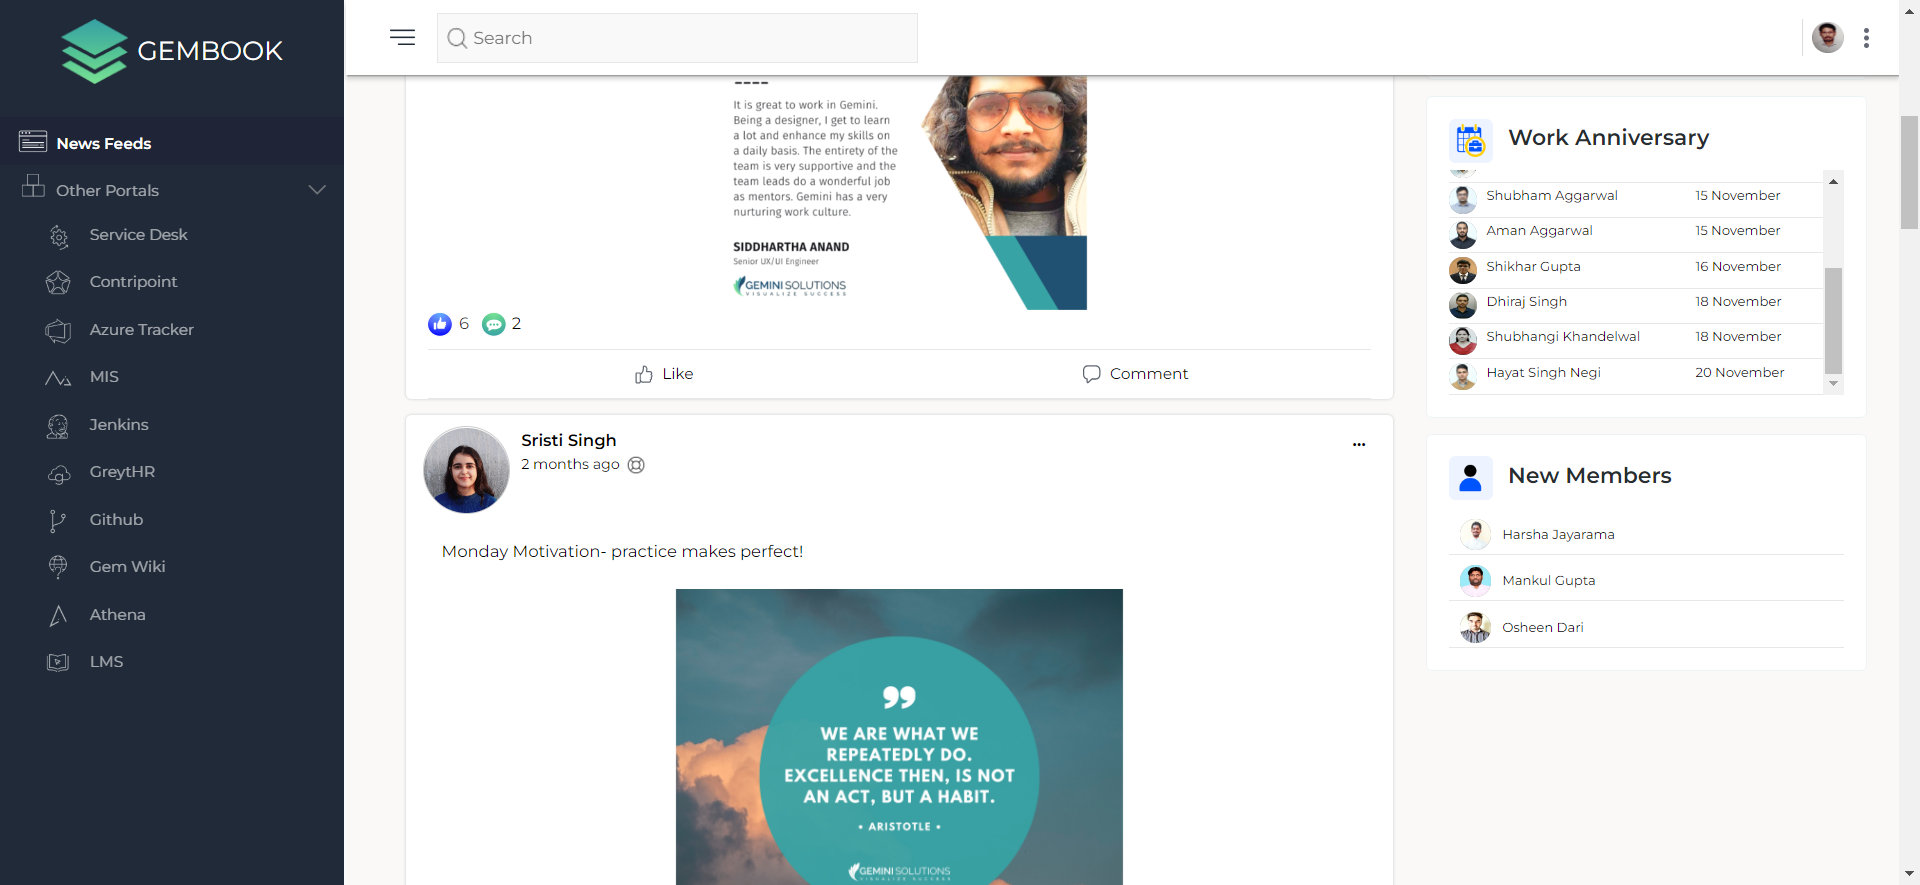 GEMBOOK
News Feeds
Other Portals
Service Desk
Contripoint
Azure Tracker
MIS
Jenkins
GreytHR
Github
Gem Wiki
Athena
LMS
Search
It is great to work in Gemini.
Being a designer, I get to learn
a lot and enhance my skills on
a daily basis. The entirety of the
team is very supportive and the
team leads do a wonderful job
as mentors. Gemini has a very
nurturing work culture.
SIDDHARTHA ANAND
Senior UX/UI Engineer
GEMINI SOLUTIONS
VISUALIZE SUCCESS
6 2
Like Comment
Sristi Singh
2 months ago
Monday Motivation- practice makes perfect!
WE ARE WHAT WE
REPEATEDLY DO.
EXCELLENCE THEN, IS NOT
AN ACT, BUT A HABIT.
• ARISTOTLE •
GEMINI SOLUTIONS
VISUALIZE SUCCESS
Work Anniversary
Shubham Aggarwal 15 November
Aman Aggarwal 15 November
Shikhar Gupta 16 November
Dhiraj Singh 18 November
Shubhangi Khandelwal 18 November
Hayat Singh Negi 20 November
New Members
Harsha Jayarama
Mankul Gupta
Osheen Dari